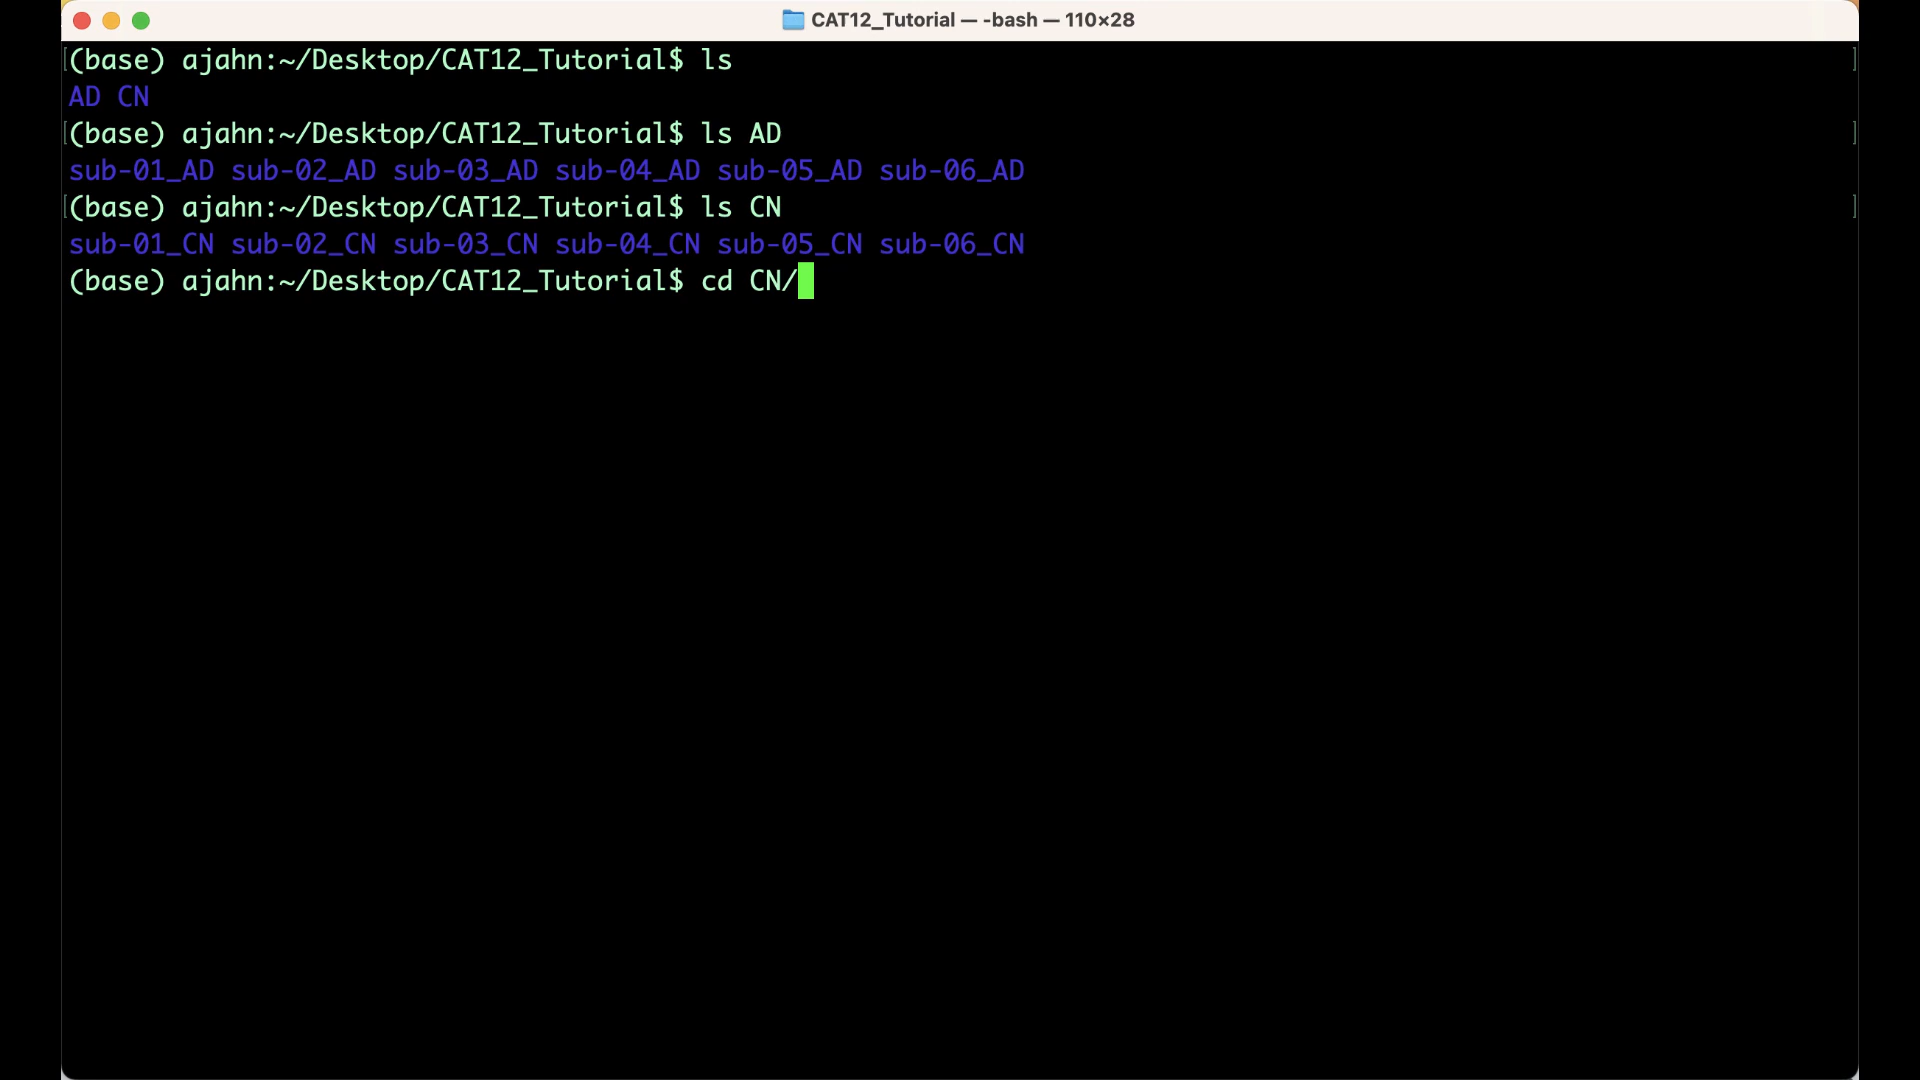 CAT12_Tutorial — -bash — 110×28
(base) ajahn:~/Desktop/CAT12_Tutorial$ ls
AD CN
(base) ajahn:~/Desktop/CAT12_Tutorial$ ls AD
sub-01_AD sub-02_AD sub-03_AD sub-04_AD sub-05_AD sub-06_AD
(base) ajahn:~/Desktop/CAT12_Tutorial$ ls CN
sub-01_CN sub-02_CN sub-03_CN sub-04_CN sub-05_CN sub-06_CN
(base) ajahn:~/Desktop/CAT12_Tutorial$ cd CN/